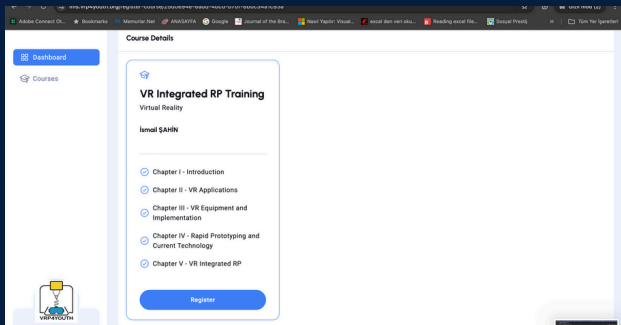 Adobe Connect Ot...
Bookmarks
Memurlar.Net
ANASAYFA
Google
Journal of the Bra...
Nasıl Yapılır: Visual...
excel den veri oku...
Reading excel file...
Sosyal Prestij
Tüm Yer İşaretleri
Course Details
Dashboard
Courses
VR Integrated RP Training
Virtual Reality
İsmail ŞAHİN
Chapter I - Introduction
Chapter II - VR Applications
Chapter III - VR Equipment and
Implementation
Chapter IV - Rapid Prototyping and
Current Technology
Chapter V - VR Integrated RP
Register
VRP4YOUTH